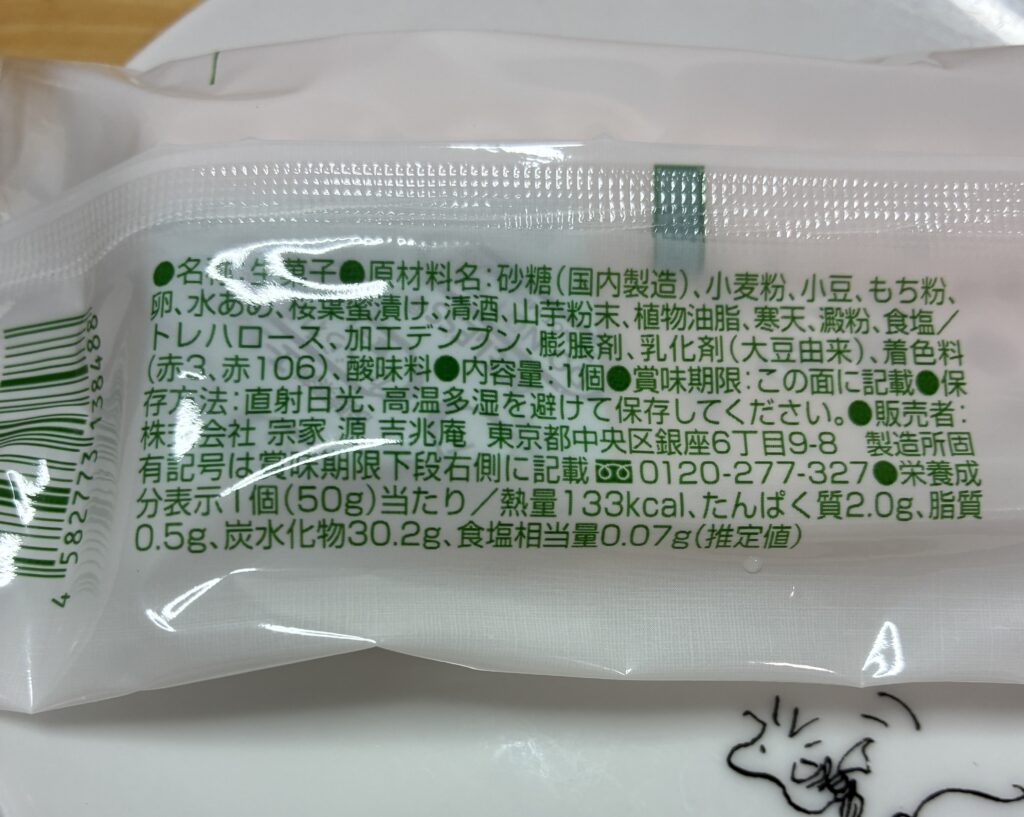 ●名称：生菓子●原材料名：砂糖（国内製造）、小麦粉、小豆、もち粉、
卵、水あめ、桜葉蜜漬け、清酒、山芋粉末、植物油脂、寒天、澱粉、食塩／
トレハロース、加工デンプン、膨脹剤、乳化剤（大豆由来）、着色料
（赤3、赤106）、酸味料●内容量：1個●賞味期限：この面に記載●保
存方法：直射日光、高温多湿を避けて保存してください。●販売者：
株式会社 宗家 源 吉兆庵 東京都中央区銀座6丁目9-8 製造所固
有記号は賞味期限下段右側に記載 0120-277-327●栄養成
分表示 1個（50g）当たり／熱量133kcal、たんぱく質2.0g、脂質
0.5g、炭水化物30.2g、食塩相当量0.07g（推定値）
4 582773 138488